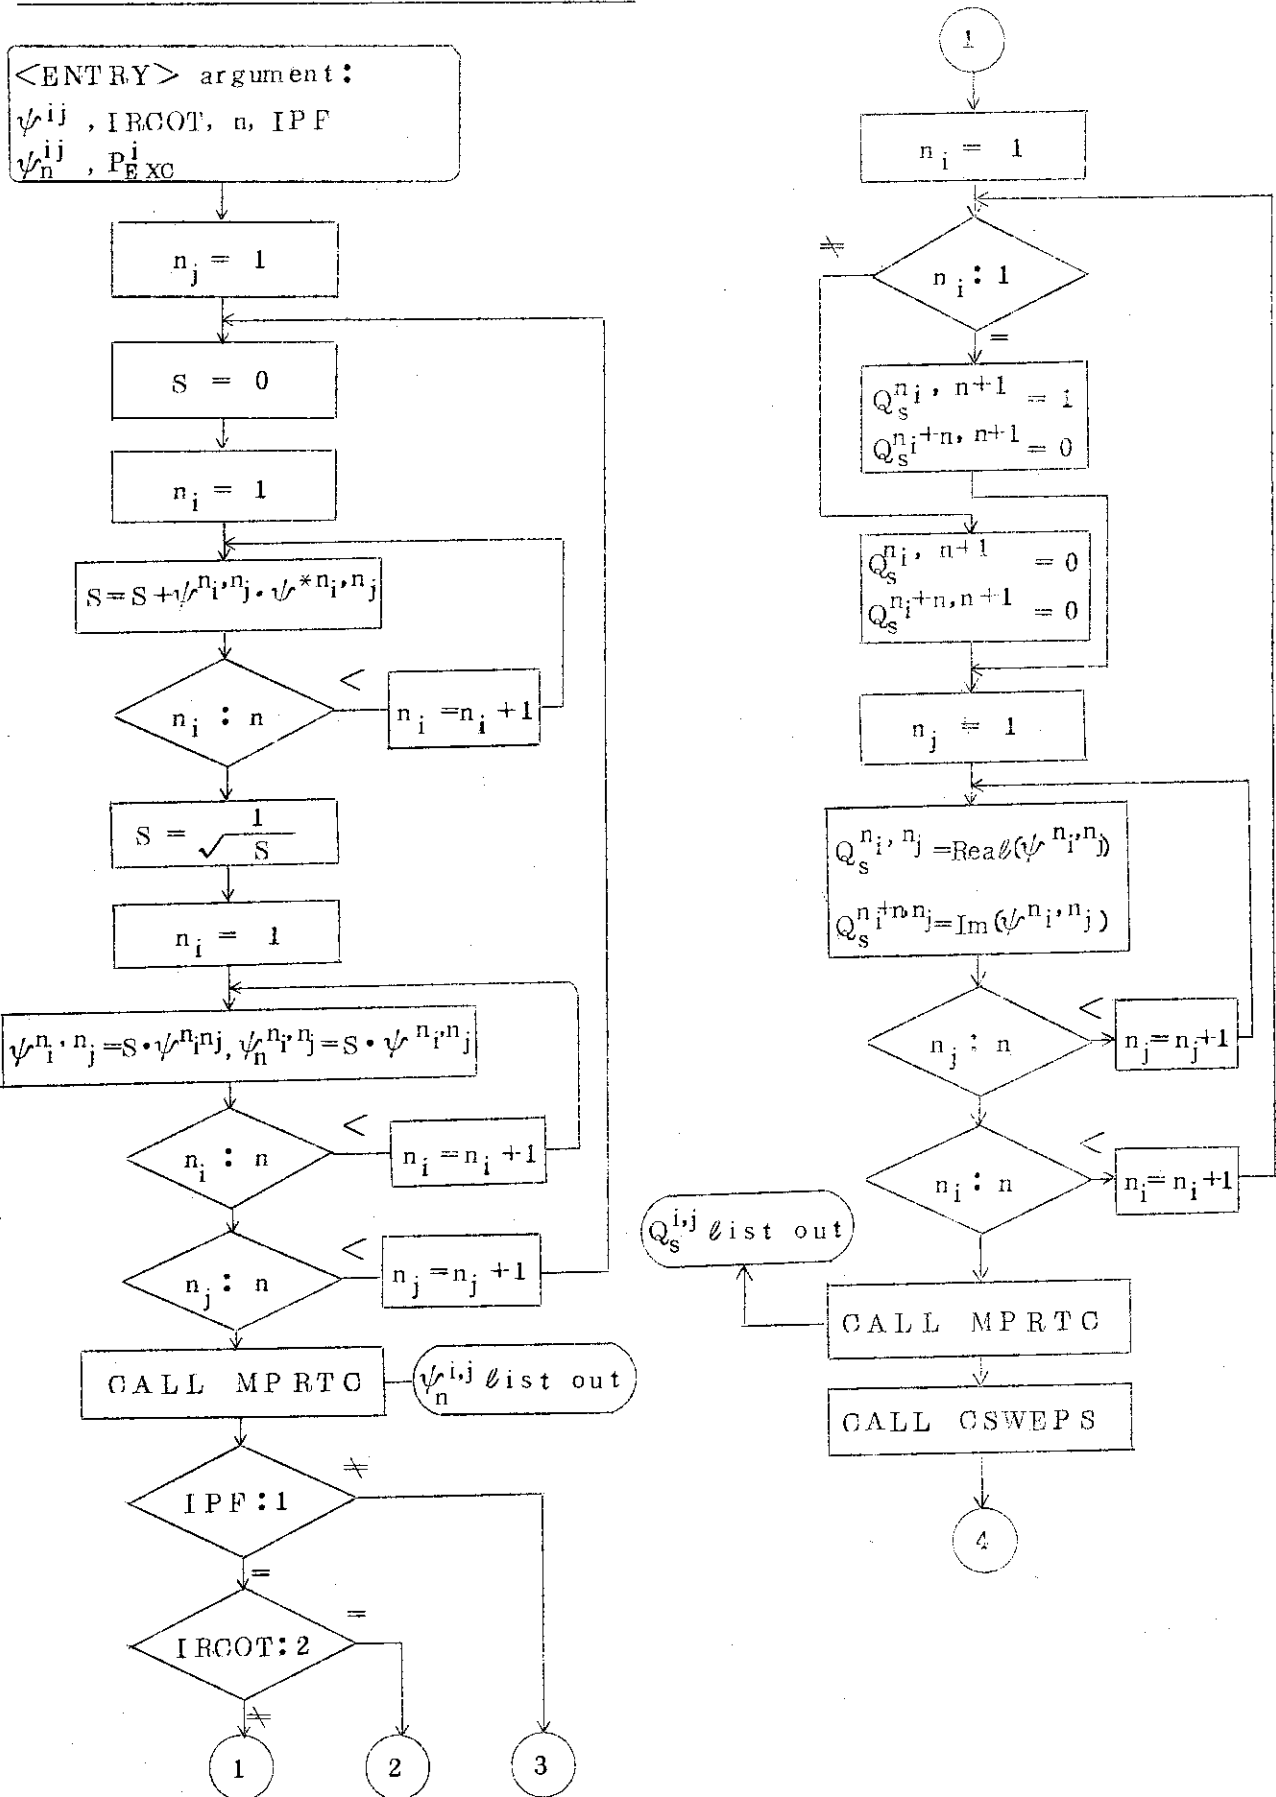 <ENTRY> argument:
ψ^ij , IRCOT, n, IPF
ψ_n^ij , P_EXC^i
n_j = 1
S = 0
n_i = 1
S=S+ψ^n_i,n_j・ψ^*n_i,n_j
n_i : n
<
n_i =n_i +1
S = 1/√S
n_i = 1
ψ^n_i,n_j=S・ψ^n_in_j, ψ_n^n_i,n_j=S・ψ^n_i,n_j
n_i : n
<
n_i =n_i +1
n_j : n
<
n_j =n_j +1
CALL MPRTC
ψ_n^i,j list out
IPF:1
≠
=
IRCOT:2
=
≠
1
2
3
1
n_i = 1
n_i : 1
≠
=
Q_s^n_i, n+1 = 1
Q_s^n_i+n, n+1 = 0
Q_s^n_i, n+1 = 0
Q_s^n_i+n,n+1 = 0
n_j = 1
Q_s^n_i, n_j =Real(ψ^n_i,n_j)
Q_s^n_i+n,n_j=Im(ψ^n_i,n_j)
n_j : n
<
n_j=n_j+1
n_i : n
<
n_i=n_i+1
Q_s^i,j list out
CALL MPRTC
CALL CSWEPS
4